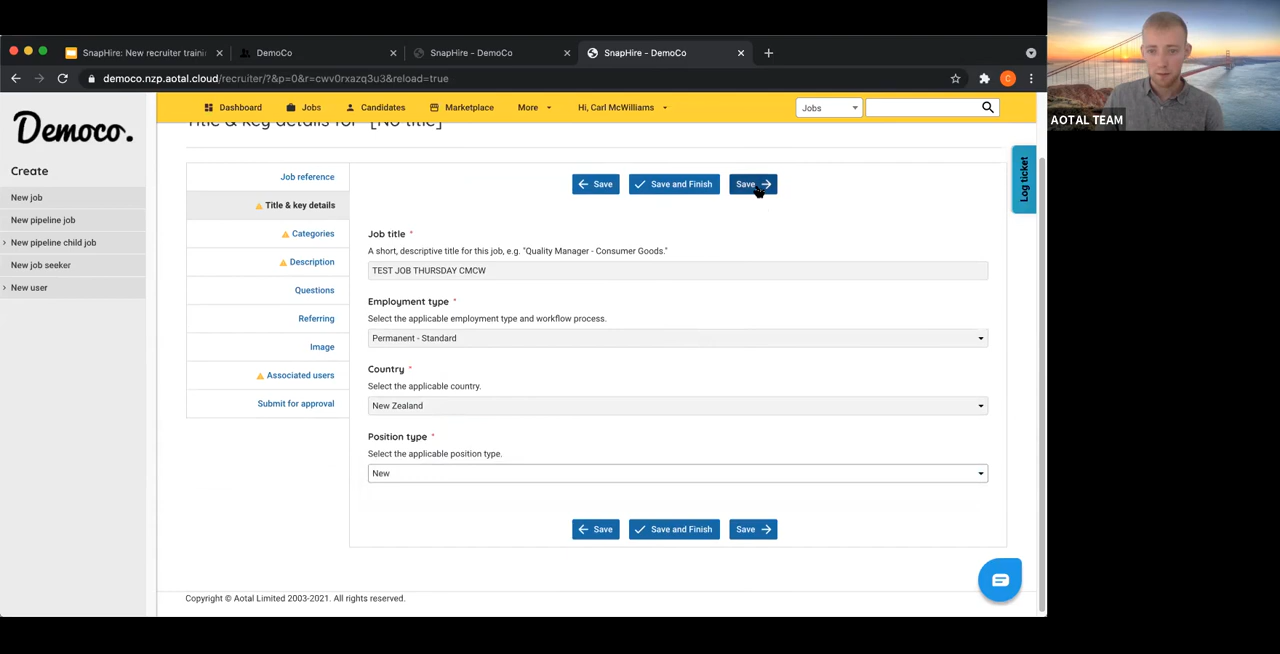 SnapHire: New recruiter traini
DemoCo
SnapHire - DemoCo
SnapHire - DemoCo
democo.nzp.aotal.cloud/recruiter/?&p=0&r=cwv0rxazq3u3&reload=true
C
AOTAL TEAM
Democo.
Dashboard
Jobs
Candidates
Marketplace
More
Hi, Carl McWilliams
Jobs
Log ticket
Create
New job
New pipeline job
New pipeline child job
New job seeker
New user
Title & key details for "[No title]"
Job reference
Title & key details
Categories
Description
Questions
Referring
Image
Associated users
Submit for approval
Save
Save and Finish
Save
Job title *
A short, descriptive title for this job, e.g. "Quality Manager - Consumer Goods."
TEST JOB THURSDAY CMCW
Employment type *
Select the applicable employment type and workflow process.
Permanent - Standard
Country *
Select the applicable country.
New Zealand
Position type *
Select the applicable position type.
New
Save
Save and Finish
Save
Copyright © Aotal Limited 2003-2021. All rights reserved.